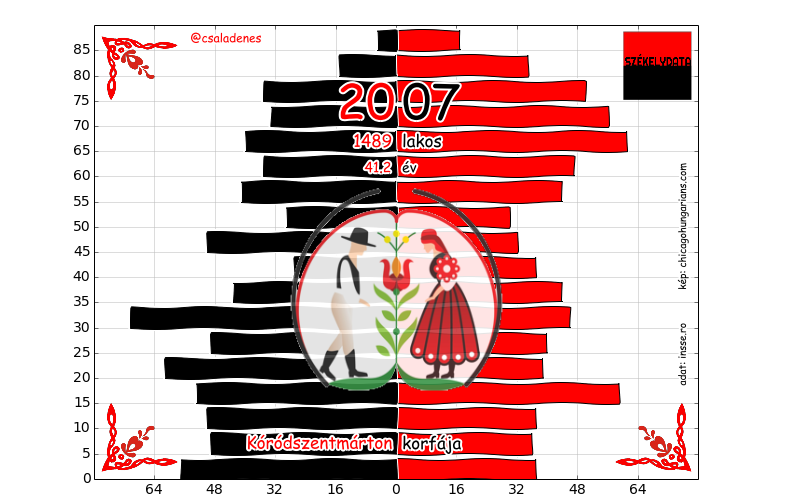 @csaladenes
SZÉKELYDATA
2007
1489 lakos
41,2 év
kép: chicagohungarians.com
adat: insse.ro
Kóródszentmárton korfája
85
80
75
70
65
60
55
50
45
40
35
30
25
20
15
10
5
0
64 48 32 16 0 16 32 48 64